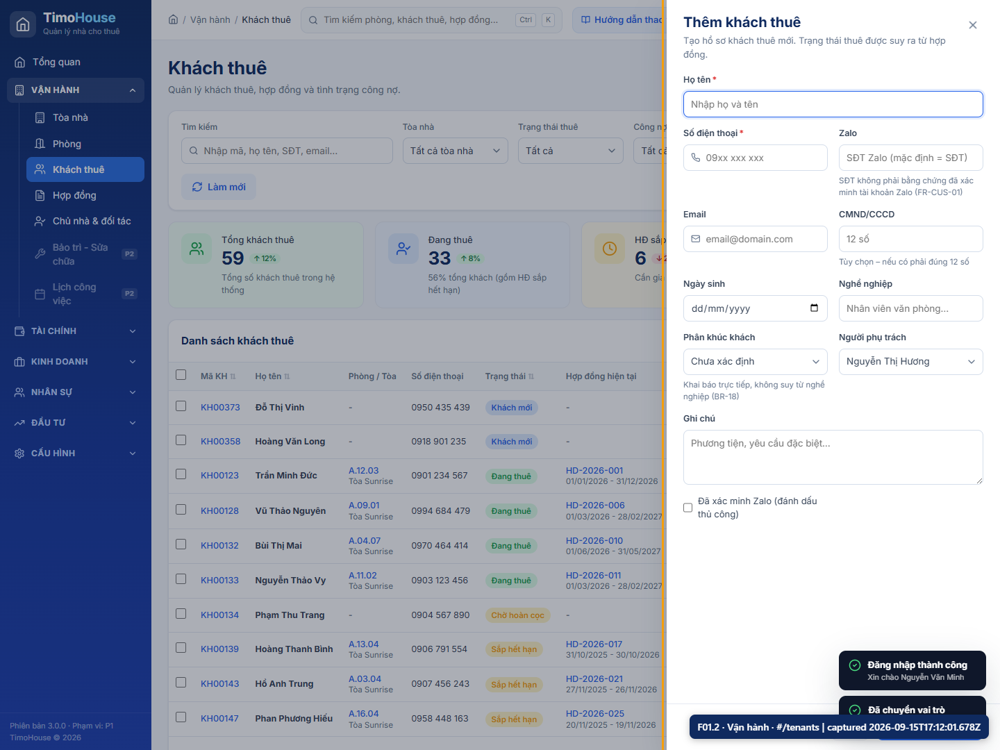 TimoHouse
Quản lý nhà cho thuê
Tổng quan
VẬN HÀNH
Tòa nhà
Phòng
Khách thuê
Hợp đồng
Chủ nhà & đối tác
Bảo trì - Sửa chữa
P2
Lịch công việc
P2
TÀI CHÍNH
KINH DOANH
NHÂN SỰ
ĐẦU TƯ
CẤU HÌNH
Phiên bản 3.0.0 · Phạm vi: P1
TimoHouse © 2026
/ Vận hành / Khách thuê
Tìm kiếm phòng, khách thuê, hợp đồng...
Ctrl K
Hướng dẫn thao
Khách thuê
Quản lý khách thuê, hợp đồng và tình trạng công nợ.
Tìm kiếm
Nhập mã, họ tên, SĐT, email...
Tòa nhà
Tất cả tòa nhà
Trạng thái thuê
Tất cả
Công nợ
Tất cả
Làm mới
Tổng khách thuê
59 ↑ 12%
Tổng số khách thuê trong hệ thống
Đang thuê
33 ↑ 8%
56% tổng khách (gồm HĐ sắp hết hạn)
HĐ sắp
6 ↓ 2
Cần gia
Danh sách khách thuê
Mã KH Họ tên Phòng / Tòa Số điện thoại Trạng thái Hợp đồng hiện tại
KH00373 Đỗ Thị Vinh - 0950 435 439 Khách mới -
KH00358 Hoàng Văn Long - 0918 901 235 Khách mới -
KH00123 Trần Minh Đức A.12.03 Tòa Sunrise 0901 234 567 Đang thuê HD-2026-001 01/01/2026 - 31/12/2026
KH00128 Vũ Thảo Nguyên A.09.01 Tòa Sunrise 0994 684 479 Đang thuê HD-2026-006 01/03/2026 - 28/02/2027
KH00132 Bùi Thị Mai A.04.07 Tòa Sunrise 0970 464 414 Đang thuê HD-2026-010 01/06/2026 - 31/05/2027
KH00133 Nguyễn Thảo Vy A.11.02 Tòa Sunrise 0903 123 456 Đang thuê HD-2026-011 01/03/2026 - 28/02/2027
KH00134 Phạm Thu Trang - 0904 567 890 Chờ hoàn cọc -
KH00139 Hoàng Thanh Bình A.13.04 Tòa Sunrise 0906 791 554 Sắp hết hạn HD-2026-017 31/10/2025 - 30/10/2026
KH00143 Hồ Anh Trung A.03.04 Tòa Sunrise 0907 456 243 Sắp hết hạn HD-2026-021 27/11/2025 - 26/11/2026
KH00147 Phan Phương Hiếu A.16.04 Tòa Sunrise 0958 448 163 Sắp hết hạn HD-2026-025 20/11/2025 - 19/11/2026
Thêm khách thuê
Tạo hồ sơ khách thuê mới. Trạng thái thuê được suy ra từ hợp
đồng.
Họ tên *
Nhập họ và tên
Số điện thoại *
09xx xxx xxx
Zalo
SĐT Zalo (mặc định = SĐT)
SĐT không phải bằng chứng đã xác
minh tài khoản Zalo (FR-CUS-01)
Email
email@domain.com
CMND/CCCD
12 số
Tùy chọn – nếu có phải đúng 12 số
Ngày sinh
dd/mm/yyyy
Nghề nghiệp
Nhân viên văn phòng...
Phân khúc khách
Chưa xác định
Khai báo trực tiếp, không suy từ nghề
nghiệp (BR-18)
Người phụ trách
Nguyễn Thị Hương
Ghi chú
Phương tiện, yêu cầu đặc biệt...
Đã xác minh Zalo (đánh dấu
thủ công)
Đăng nhập thành công
Xin chào Nguyễn Văn Minh
Đã chuyển vai trò
F01.2 · Vận hành · #/tenants | captured 2026-09-15T17:12:01.678Z